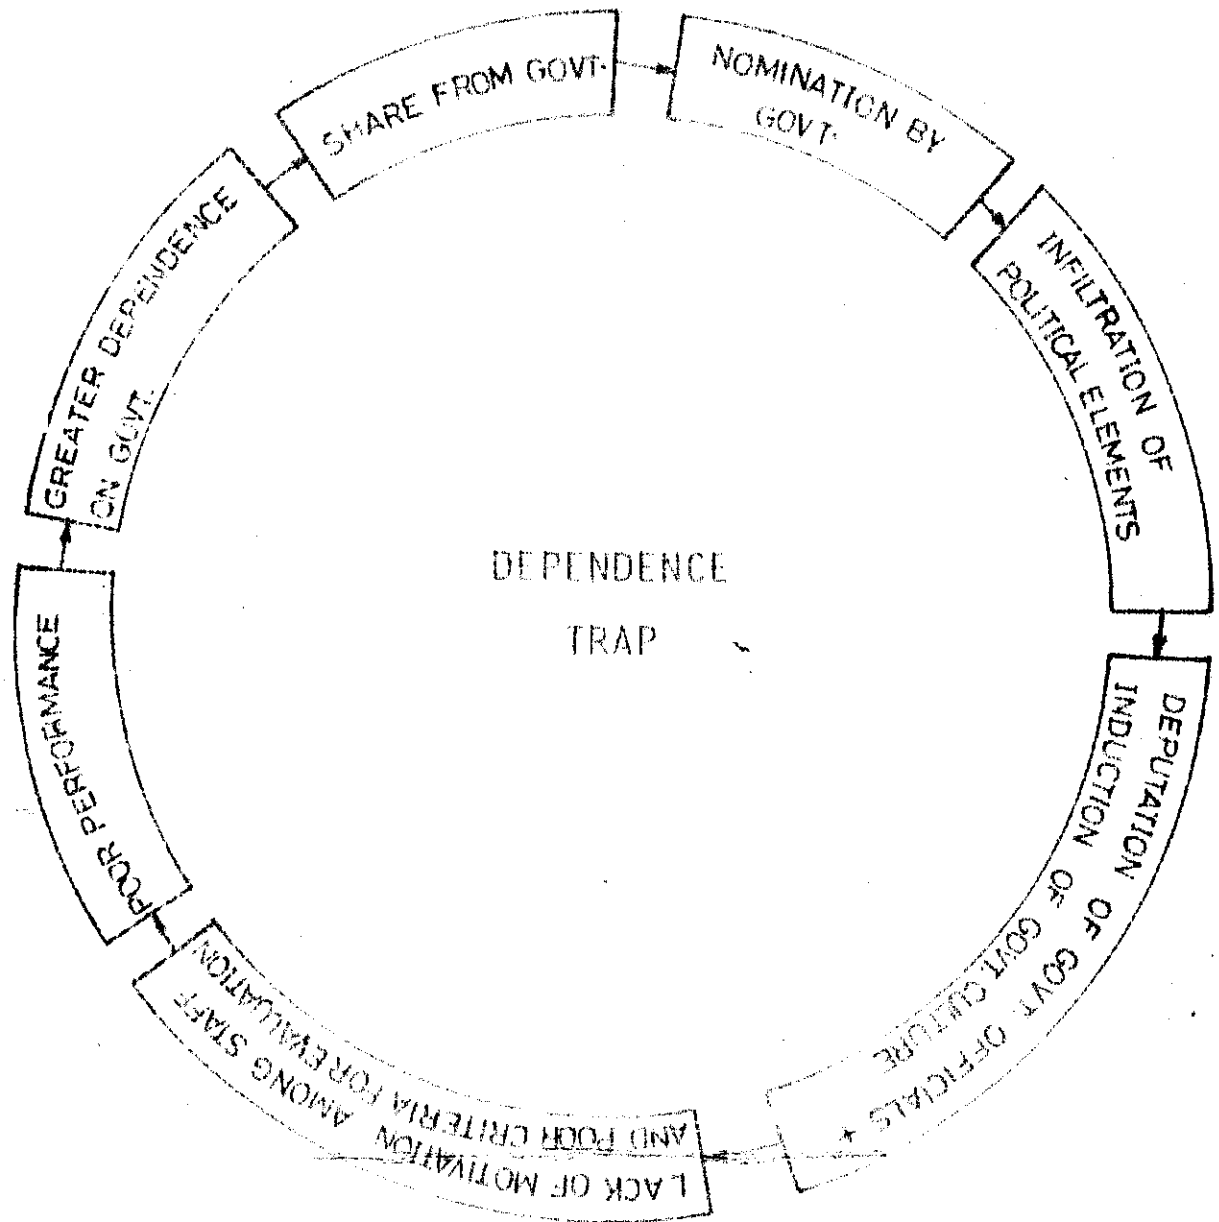 SHARE FROM GOVT.
NOMINATION BY
GOVT.
INFILTRATION OF
POLITICAL ELEMENTS
DEPUTATION OF GOVT. OFFICIALS +
INDUCTION OF GOVT. CULTURE
LACK OF MOTIVATION AMONG STAFF
AND POOR CRITERIA FOR EVALUATION
POOR PERFORMANCE
GREATER DEPENDENCE
ON GOVT.
DEPENDENCE
TRAP